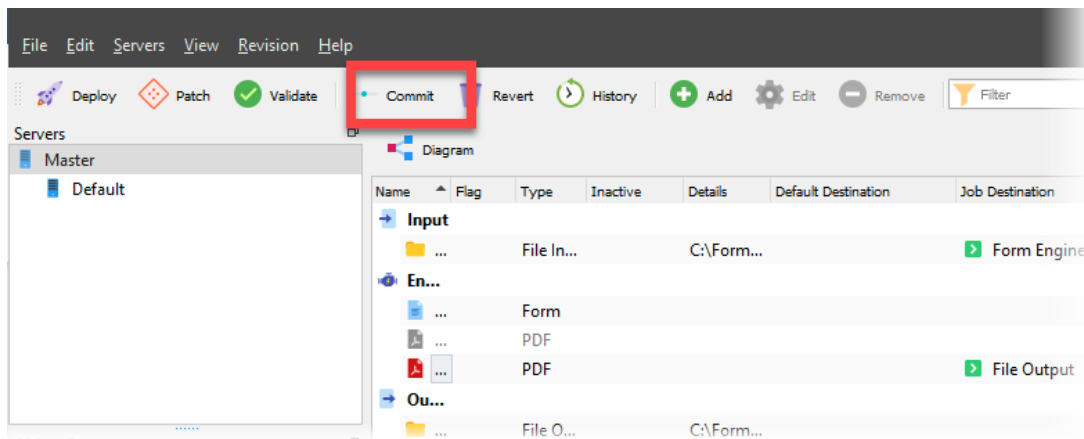 File Edit Servers View Revision Help
Deploy Patch Validate Commit Revert History Add Edit Remove Filter
Servers
Master
Default
Diagram
Name Flag Type Inactive Details Default Destination Job Destination
Input
... File In... C:\Form... Form Engine
En...
... Form
... PDF
... PDF File Output
Ou...
... File O... C:\Form...